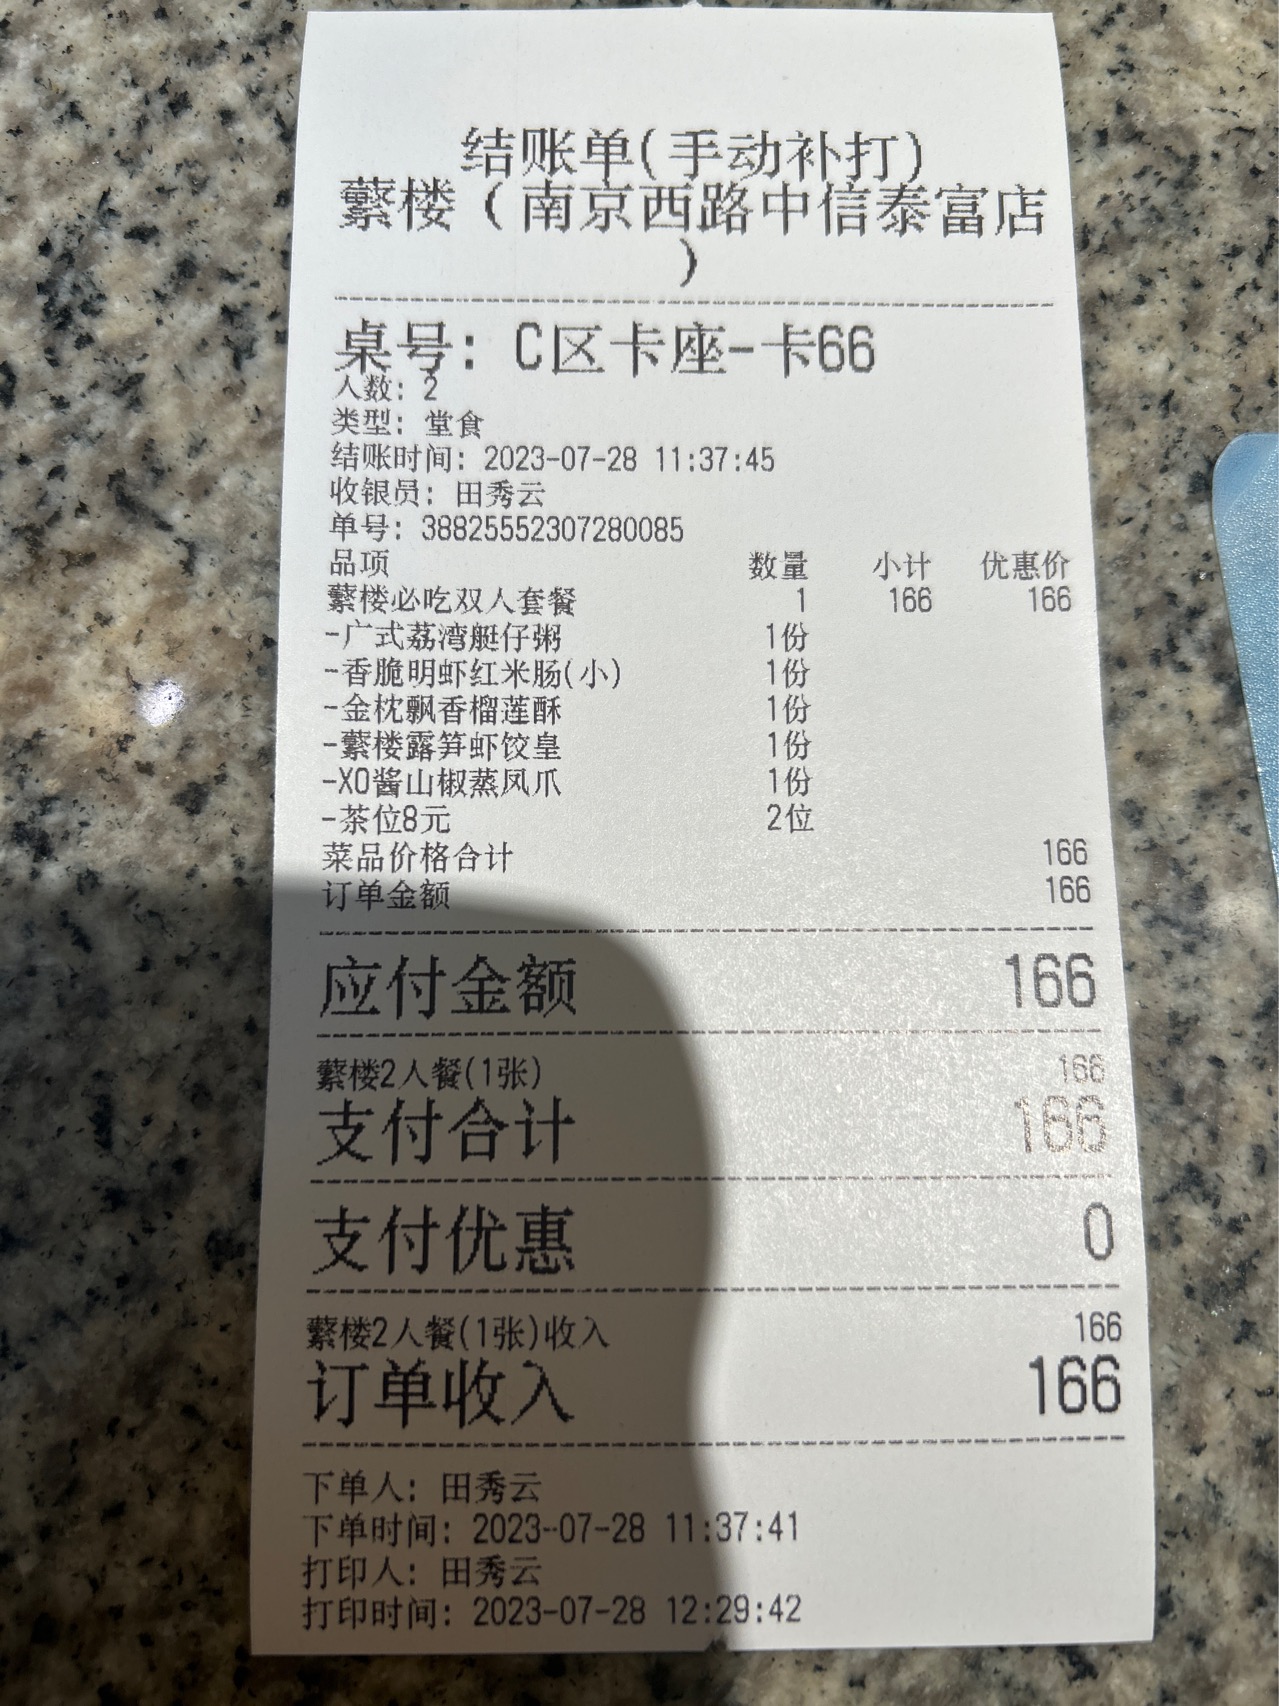 结账单(手动补打)
蘩楼（南京西路中信泰富店
）
桌号: C区卡座-卡66
人数: 2
类型: 堂食
结账时间: 2023-07-28 11:37:45
收银员: 田秀云
单号: 38825552307280085
品项 数量 小计 优惠价
蘩楼必吃双人套餐 1 166 166
-广式荔湾艇仔粥 1份
-香脆明虾红米肠(小) 1份
-金枕飘香榴莲酥 1份
-蘩楼露笋虾饺皇 1份
-XO酱山椒蒸凤爪 1份
-茶位8元 2位
菜品价格合计 166
订单金额 166
应付金额 166
蘩楼2人餐(1张) 166
支付合计 166
支付优惠 0
蘩楼2人餐(1张)收入 166
订单收入 166
下单人: 田秀云
下单时间: 2023-07-28 11:37:41
打印人: 田秀云
打印时间: 2023-07-28 12:29:42